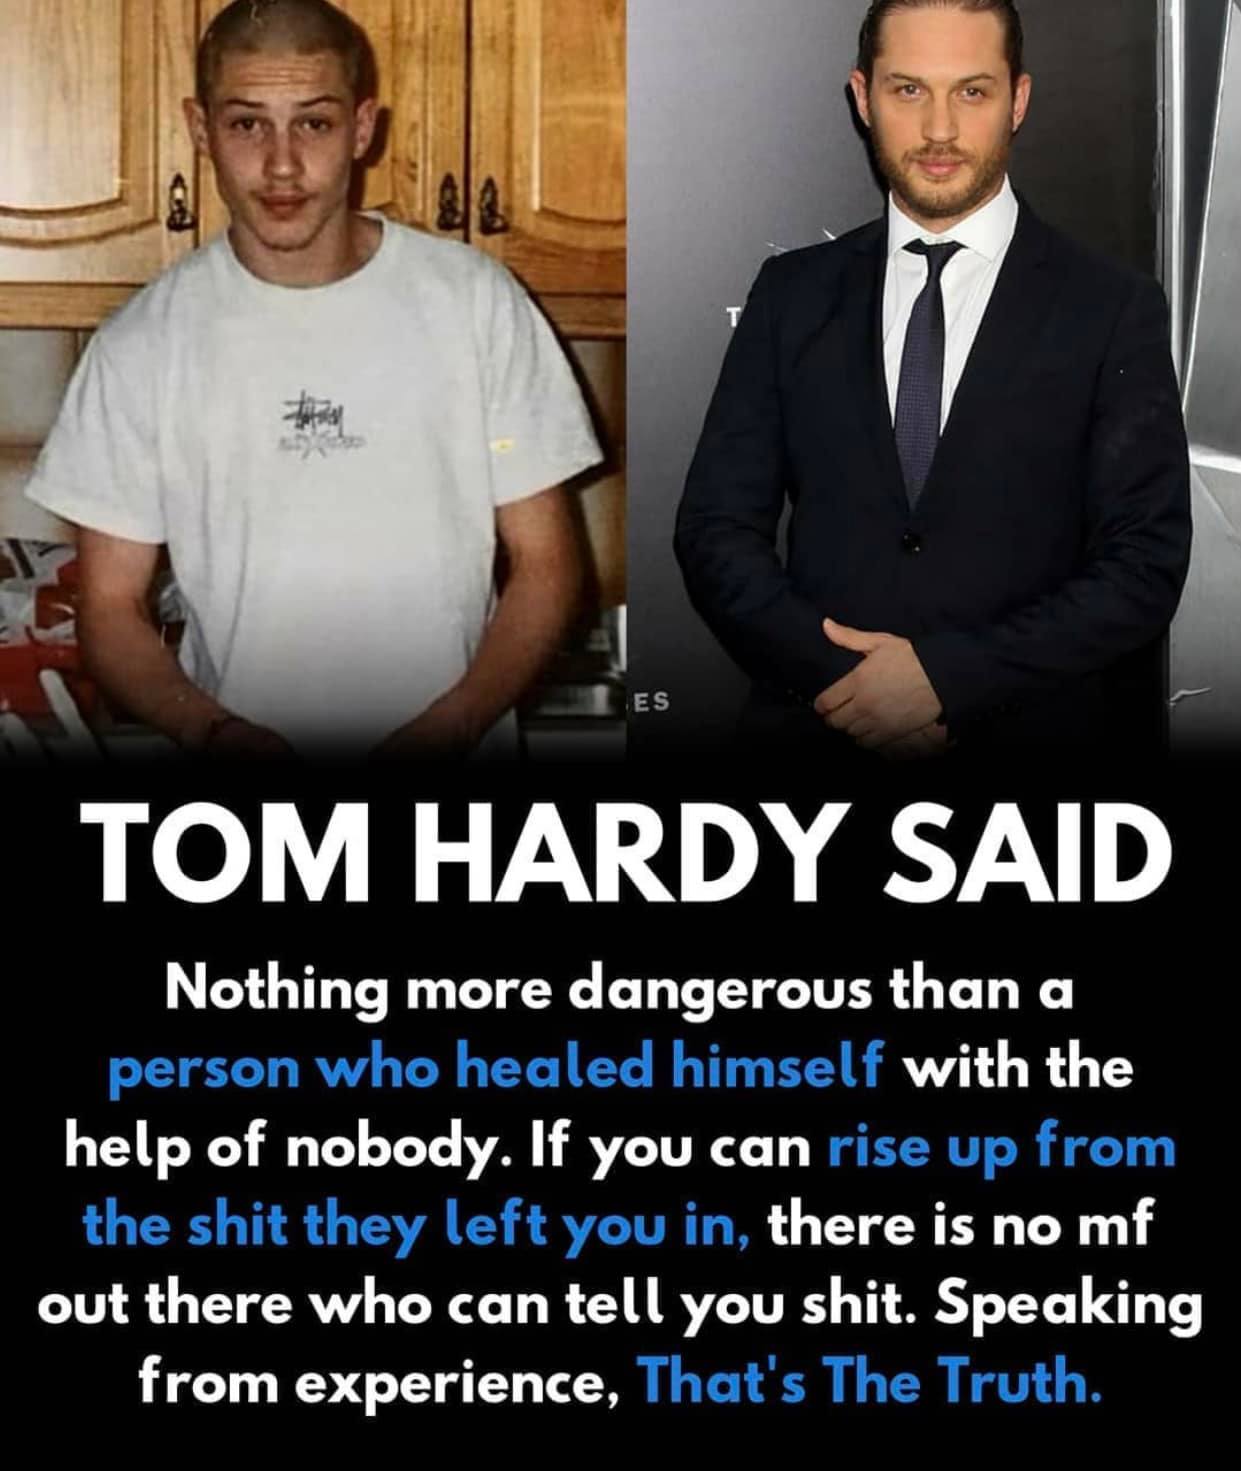 Stüssy
T
ES
TOM HARDY SAID
Nothing more dangerous than a
person who healed himself with the
help of nobody. If you can rise up from
the shit they left you in, there is no mf
out there who can tell you shit. Speaking
from experience, That's The Truth.